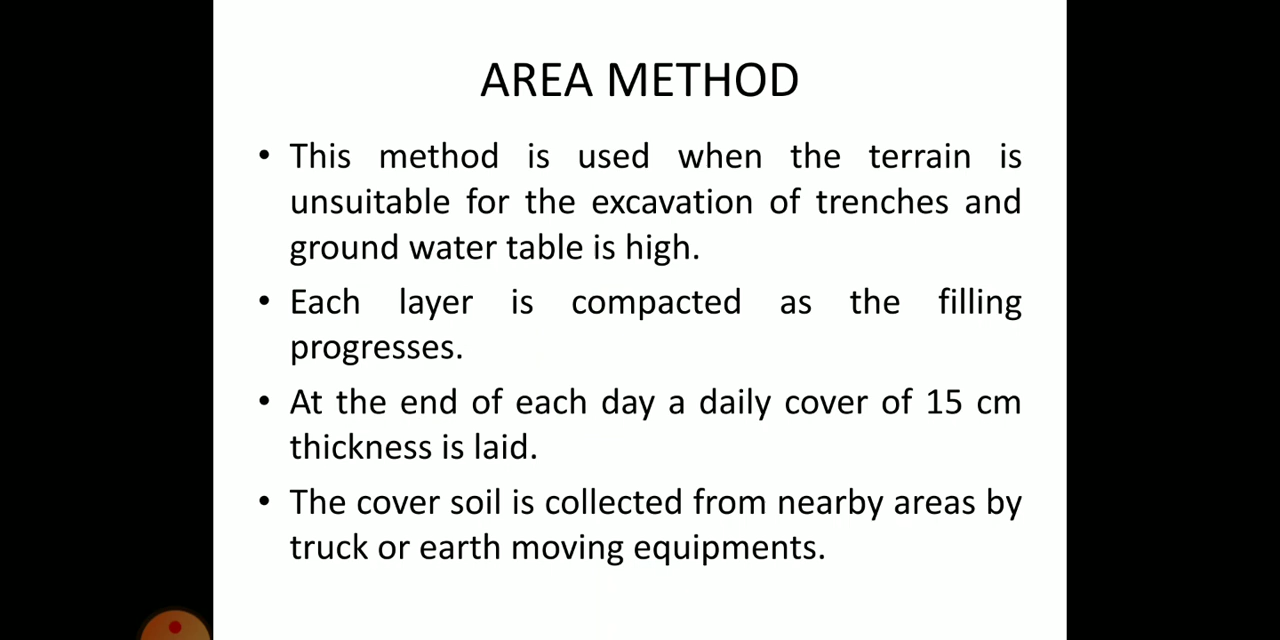 AREA METHOD
• This method is used when the terrain is
unsuitable for the excavation of trenches and
ground water table is high.
• Each layer is compacted as the filling
progresses.
• At the end of each day a daily cover of 15 cm
thickness is laid.
• The cover soil is collected from nearby areas by
truck or earth moving equipments.